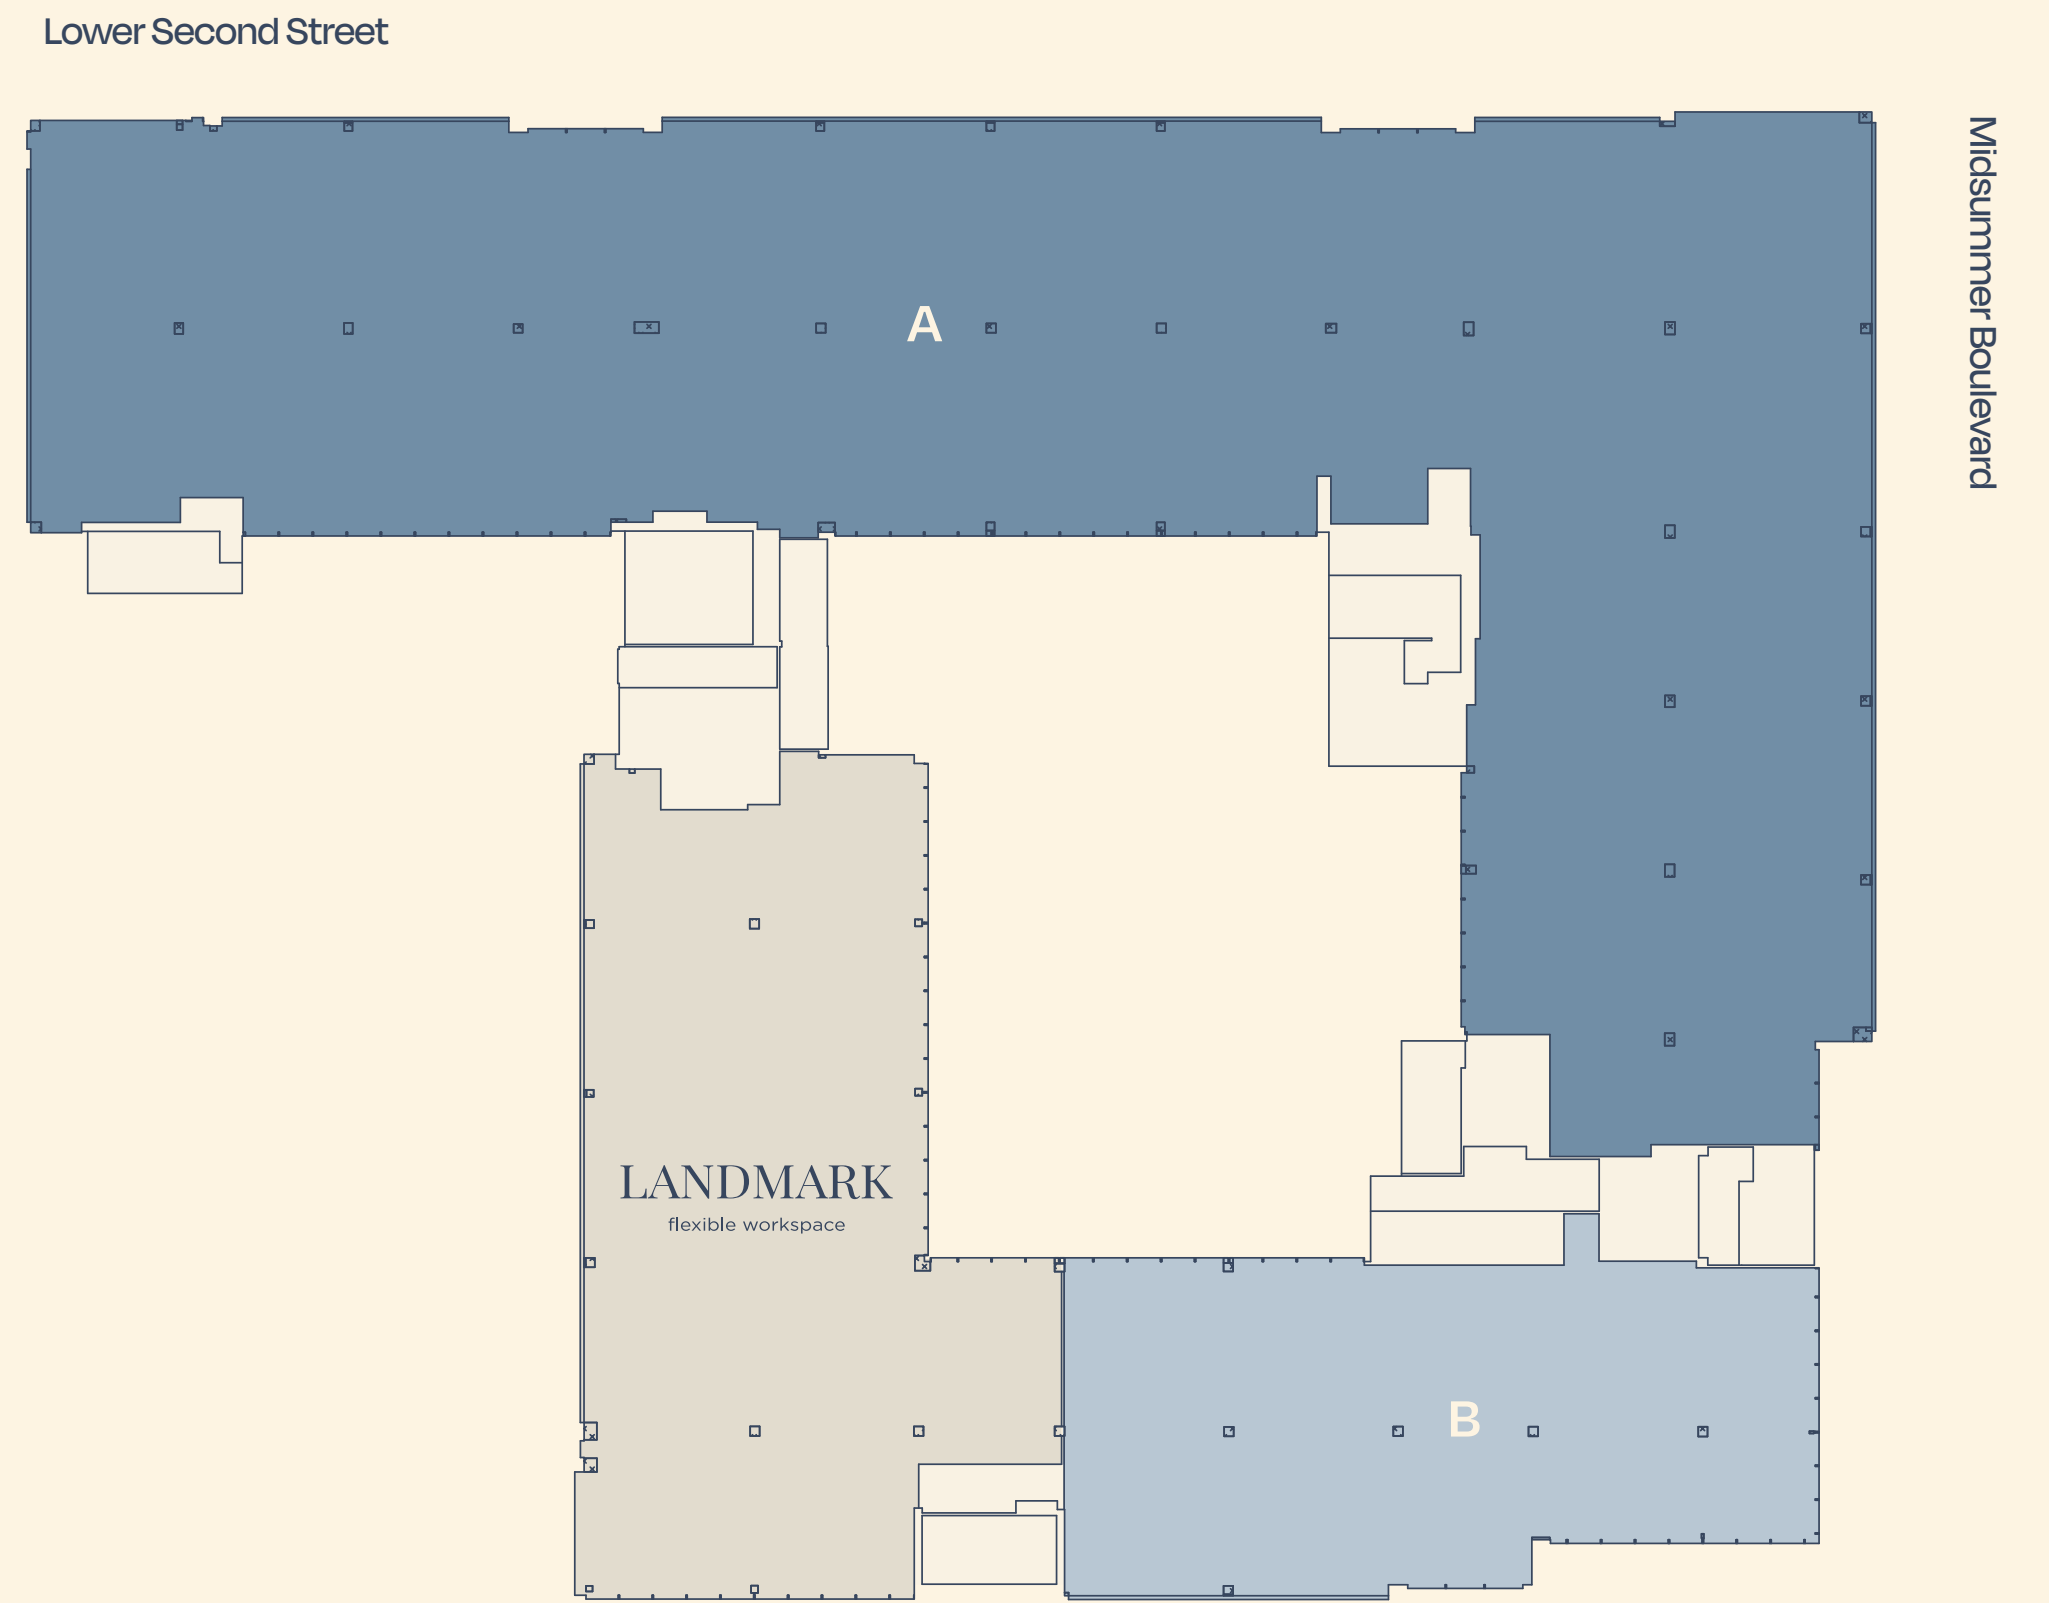 Lower Second Street
Midsummer Boulevard
A
LANDMARK
flexible workspace
B